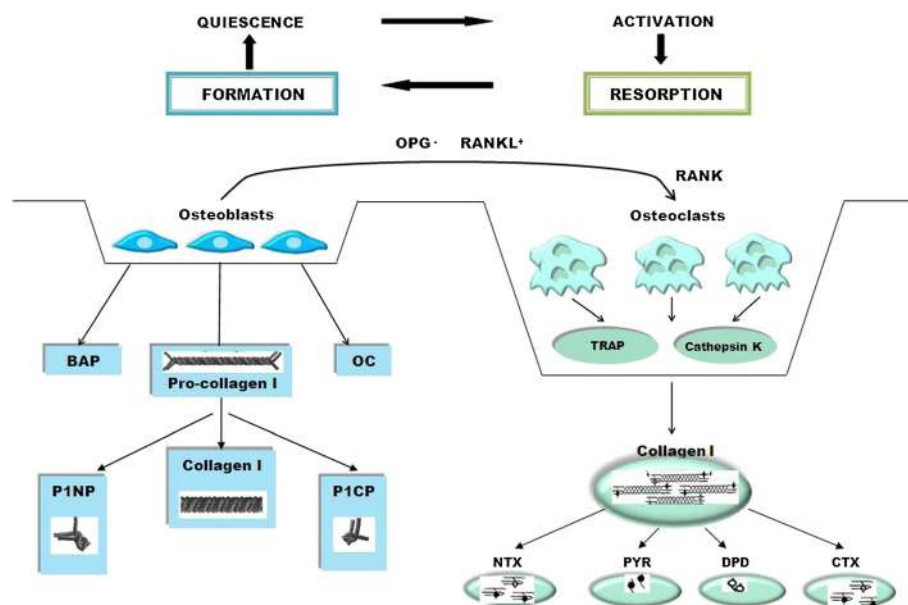 QUIESCENCE
ACTIVATION
FORMATION
RESORPTION
OPG - RANKL+
RANK
Osteoblasts
Osteoclasts
BAP
Pro-collagen I
OC
TRAP
Cathepsin K
P1NP
Collagen I
P1CP
Collagen I
NTX
PYR
DPD
CTX